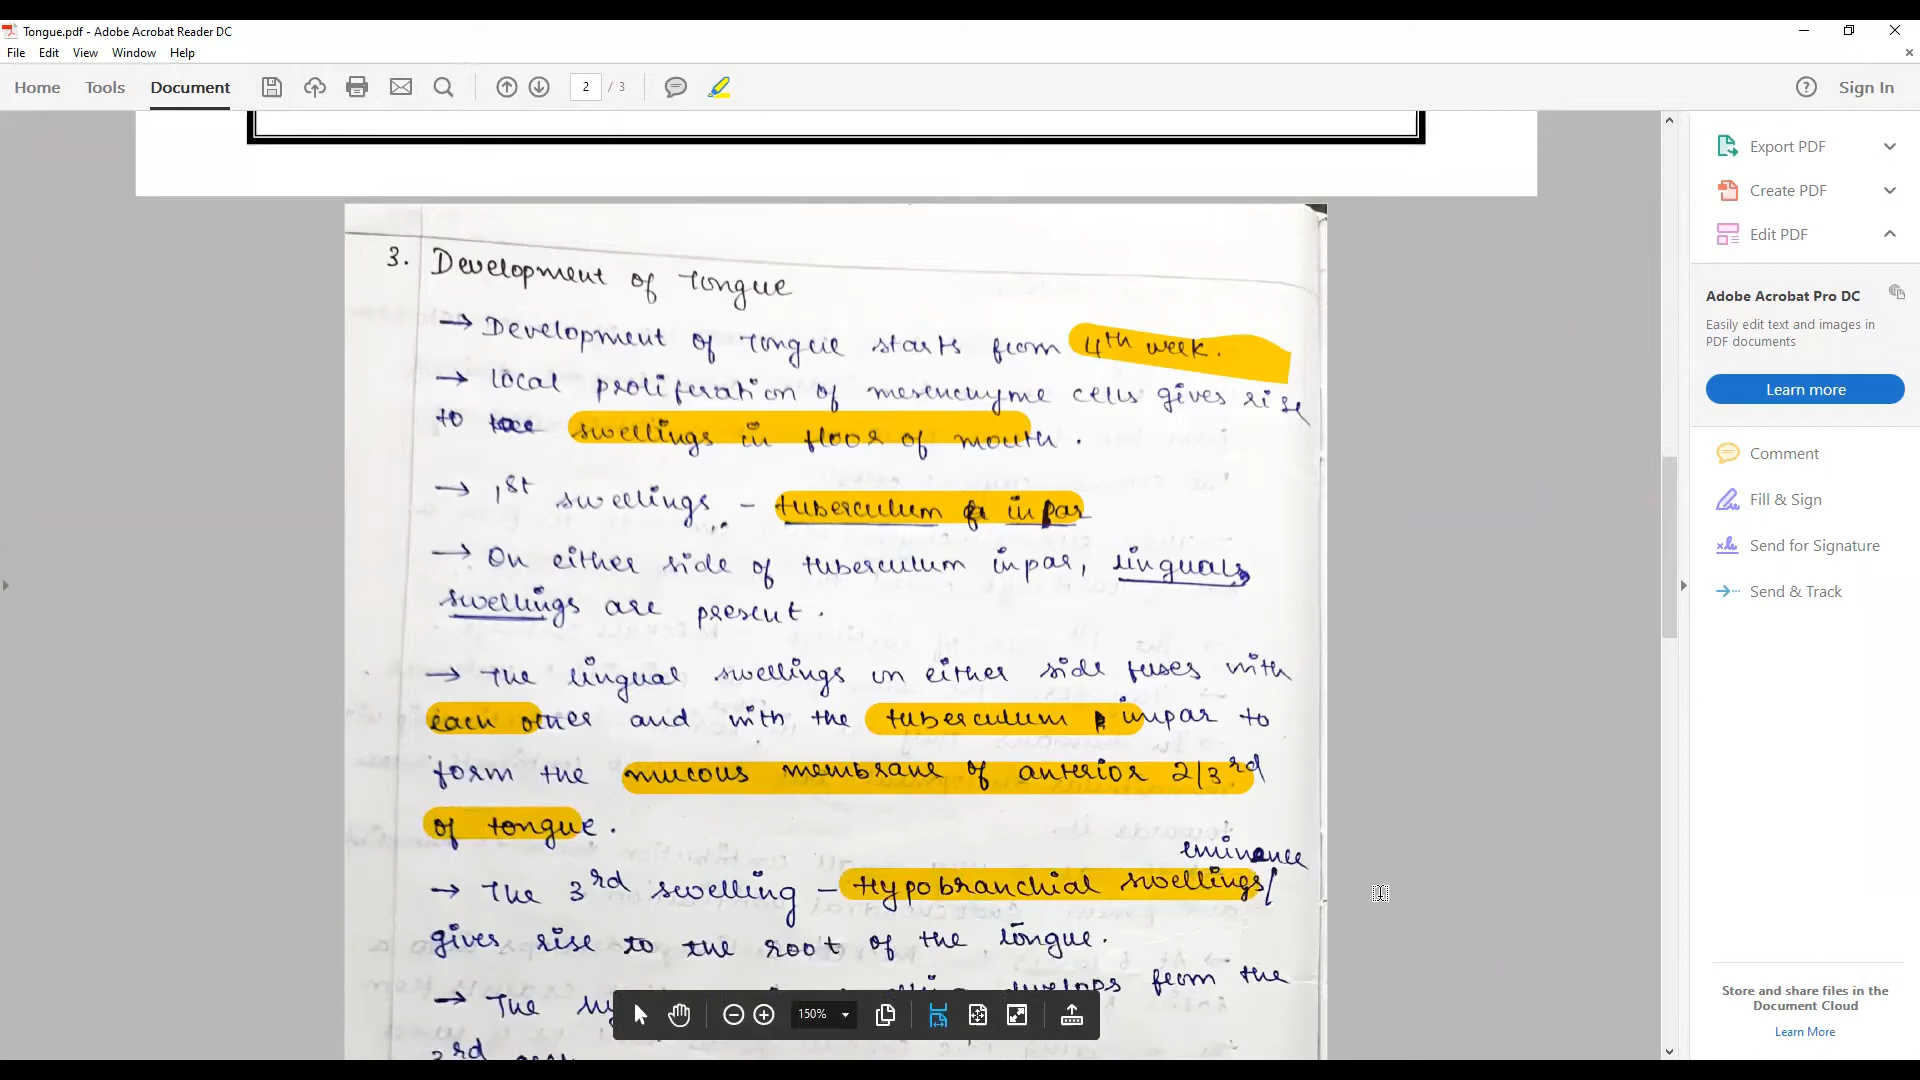 Tongue.pdf - Adobe Acrobat Reader DC
File Edit View Window Help
Home Tools Document 2 / 3 Sign In
3. Development of Tongue
→ Development of Tongue starts from 4th week.
→ Local proliferation of mesenchyme cells gives rise
to swellings in floor of mouth.
→ 1st swellings - tuberculum impar
→ On either side of tuberculum inpar, linguals
swellings are present.
→ The lingual swellings on either side fuses with
each other and with the tuberculum impar to
form the mucous membrane of anterior 2/3rd
of tongue.
eminence
→ The 3rd swelling - Hypobranchial swellings/
gives rise to the root of the tongue.
→ The develops from the
3rd
150%
Export PDF
Create PDF
Edit PDF
Adobe Acrobat Pro DC
Easily edit text and images in
PDF documents
Learn more
Comment
Fill & Sign
Send for Signature
Send & Track
Store and share files in the
Document Cloud
Learn More